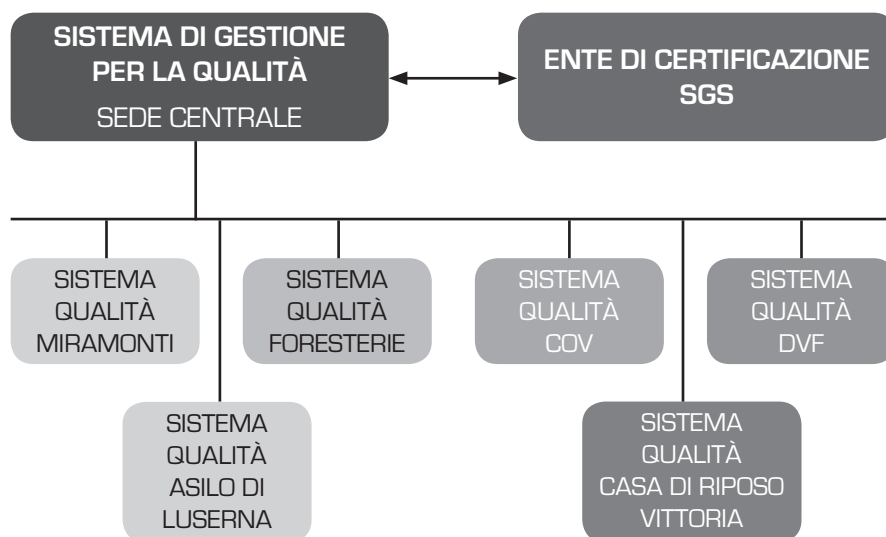 SISTEMA DI GESTIONE
PER LA QUALITÀ
SEDE CENTRALE
ENTE DI CERTIFICAZIONE
SGS
SISTEMA
QUALITÀ
MIRAMONTI
SISTEMA
QUALITÀ
FORESTERIE
SISTEMA
QUALITÀ
COV
SISTEMA
QUALITÀ
DVF
SISTEMA
QUALITÀ
ASILO DI
LUSERNA
SISTEMA
QUALITÀ
CASA DI RIPOSO
VITTORIA